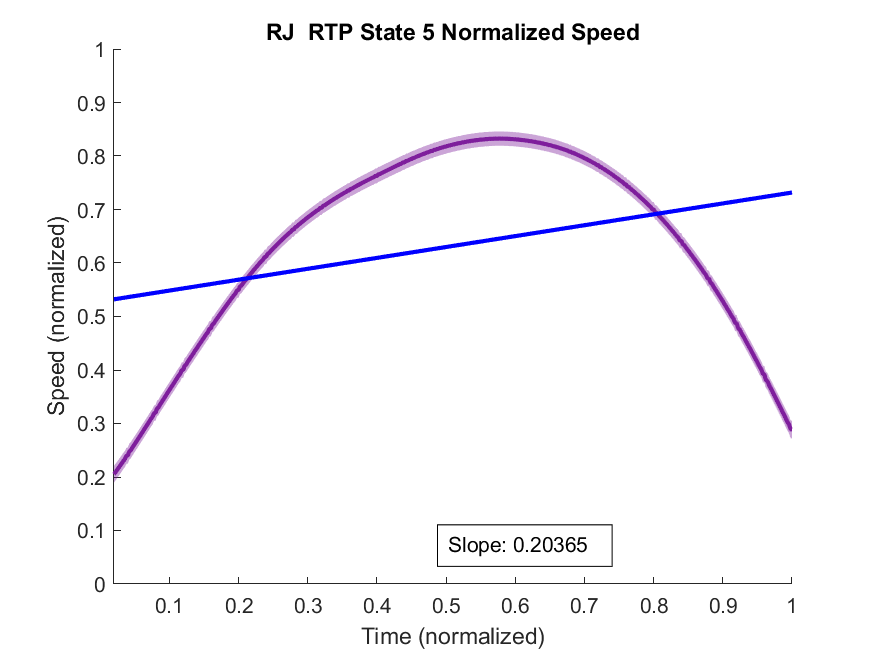 RJ  RTP State 5 Normalized Speed
1
0.9
0.8
0.7
0.6
0.5
0.4
0.3
0.2
0.1
0
Speed (normalized)
Slope: 0.20365
0.1 0.2 0.3 0.4 0.5 0.6 0.7 0.8 0.9 1
Time (normalized)